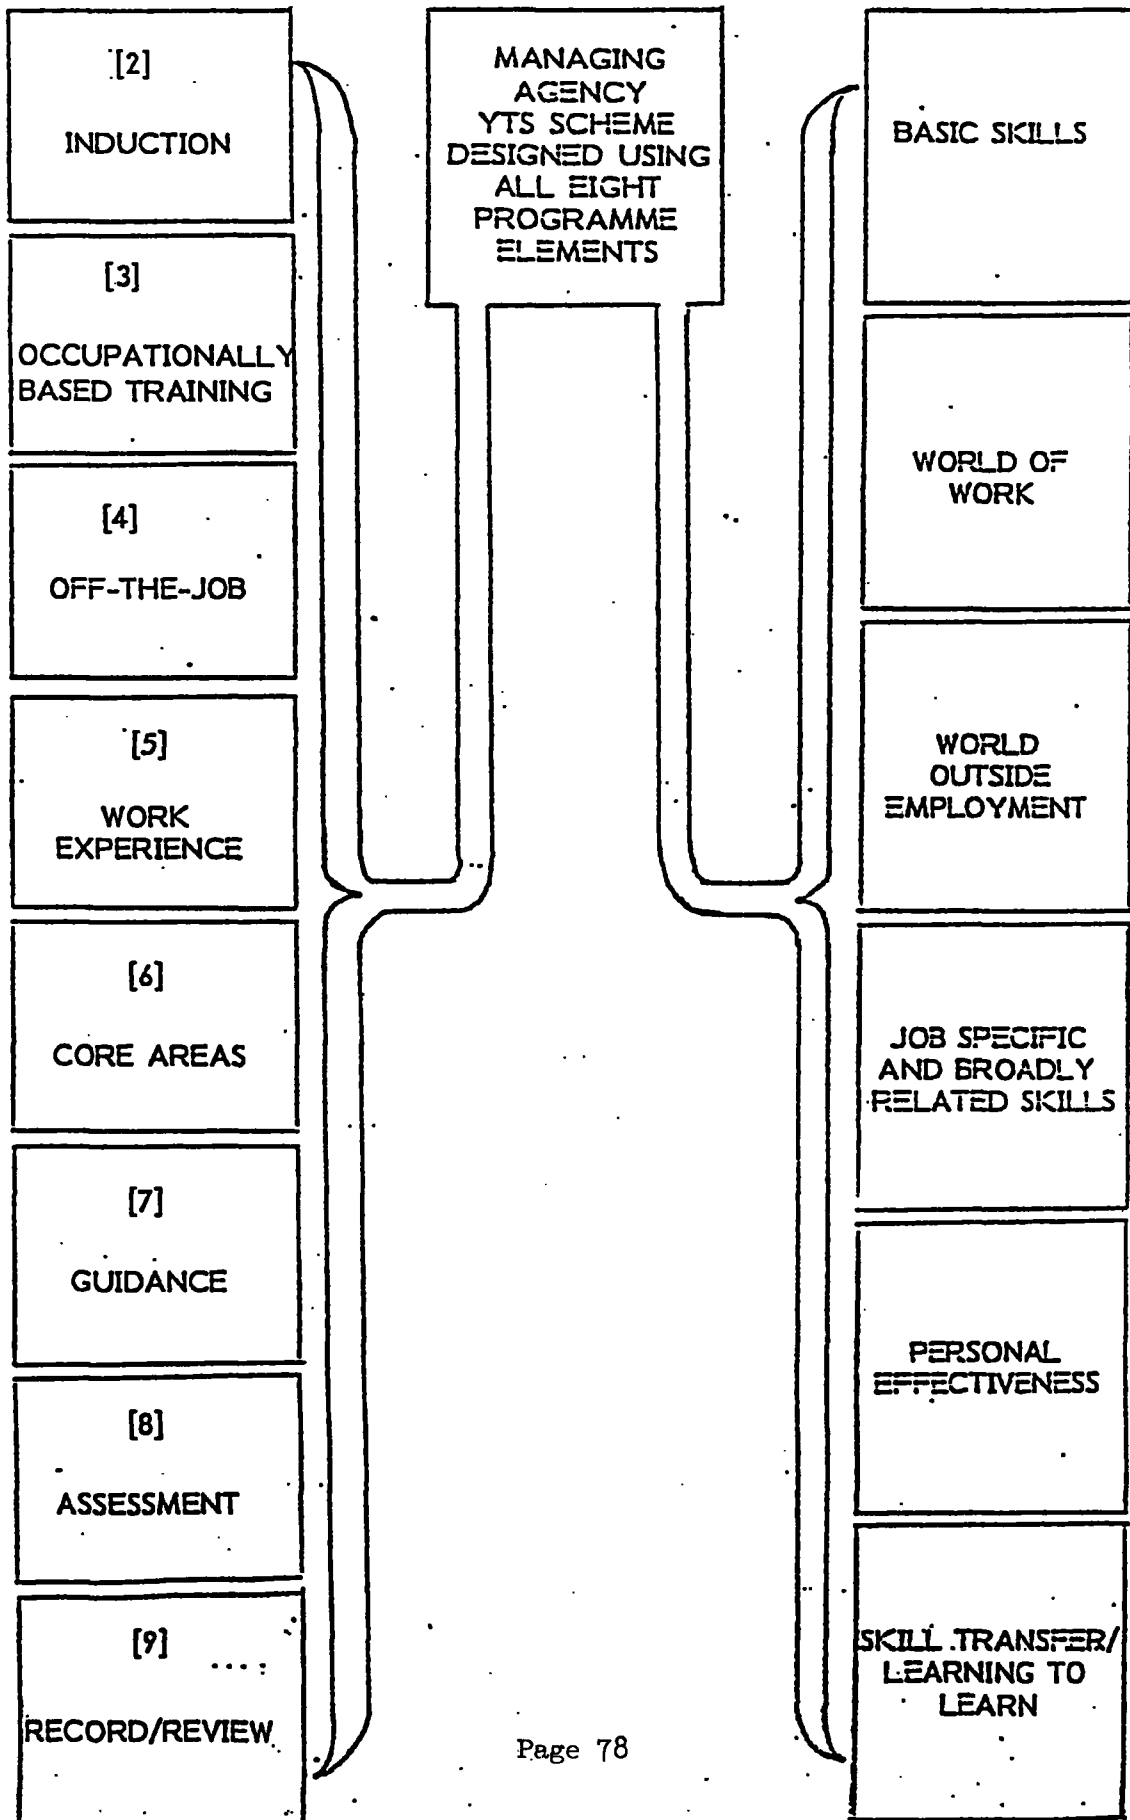 [2]
INDUCTION
[3]
OCCUPATIONALLY
BASED TRAINING
[4]
OFF-THE-JOB
[5]
WORK
EXPERIENCE
[6]
CORE AREAS
[7]
GUIDANCE
[8]
ASSESSMENT
[9]
RECORD/REVIEW
MANAGING
AGENCY
YTS SCHEME
DESIGNED USING
ALL EIGHT
PROGRAMME
ELEMENTS
BASIC SKILLS
WORLD OF
WORK
WORLD
OUTSIDE
EMPLOYMENT
JOB SPECIFIC
AND BROADLY
RELATED SKILLS
PERSONAL
EFFECTIVENESS
SKILL TRANSFER/
LEARNING TO
LEARN
Page 78